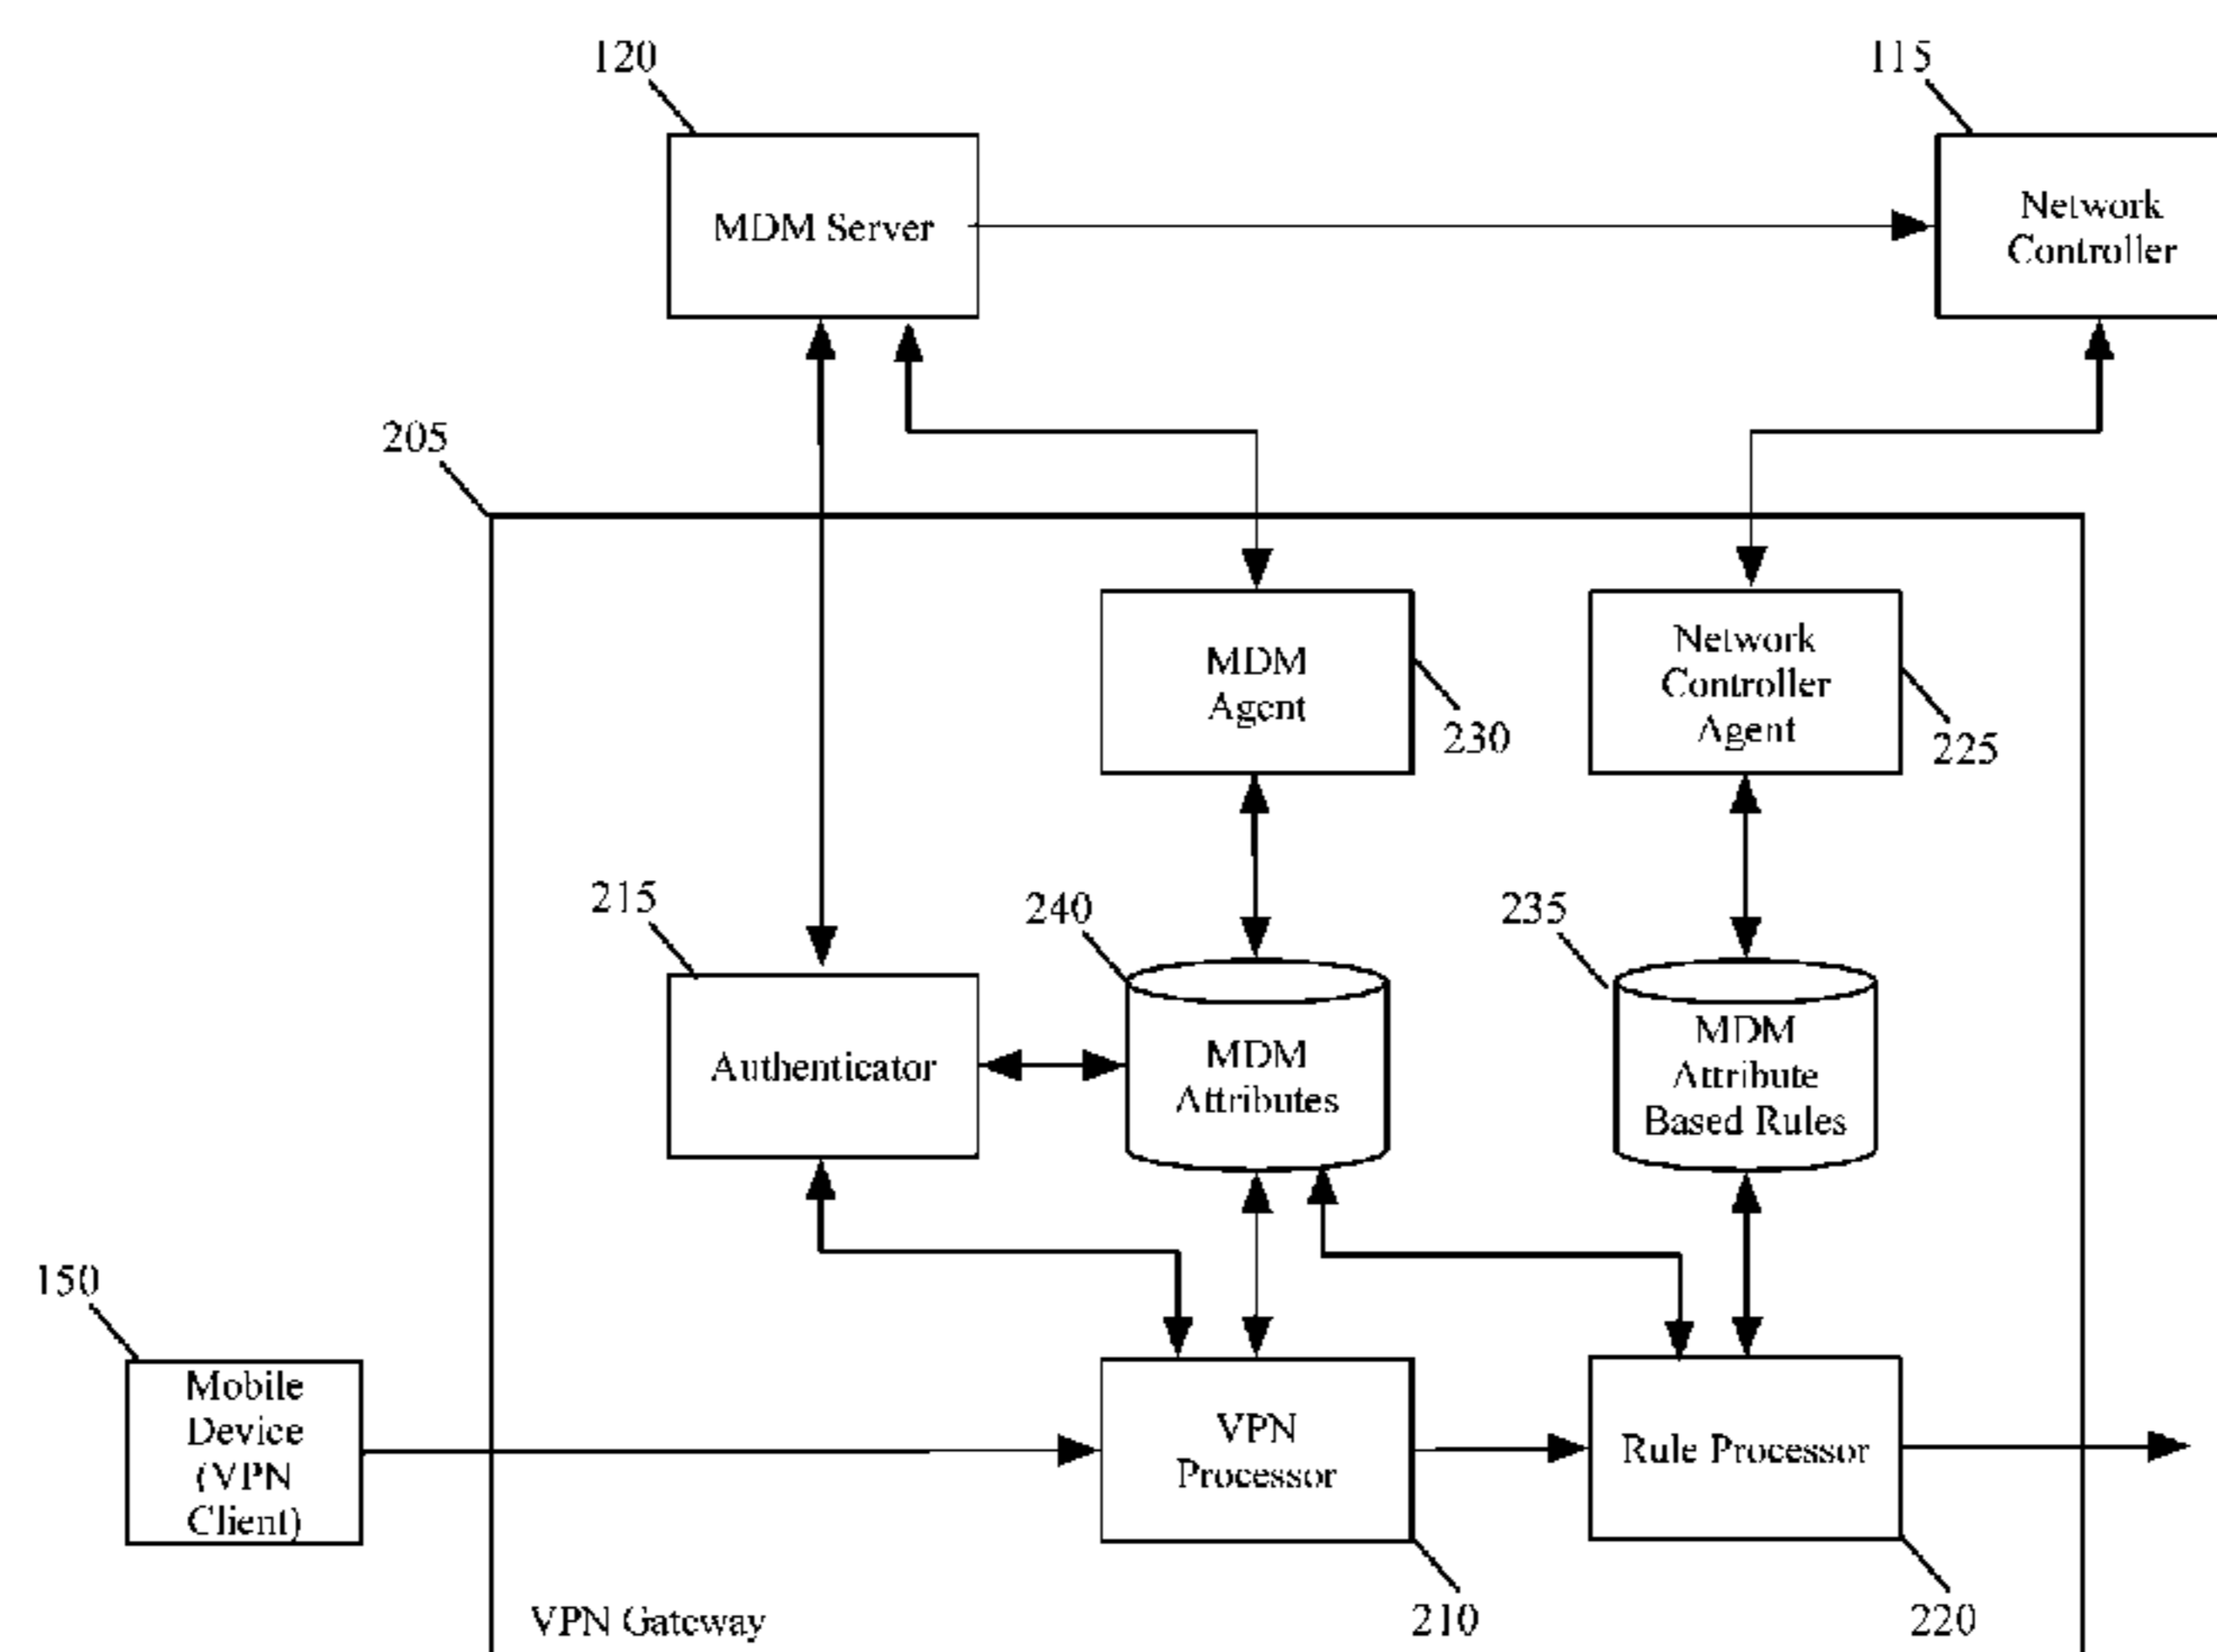 120
115
MDM Server
Network
Controller
205
MDM
Agent
230
Network
Controller
Agent
225
215
240
235
Authenticator
MDM
Attributes
MDM
Attribute
Based Rules
150
Mobile
Device
(VPN
Client)
VPN
Processor
Rule Processor
VPN Gateway
210
220